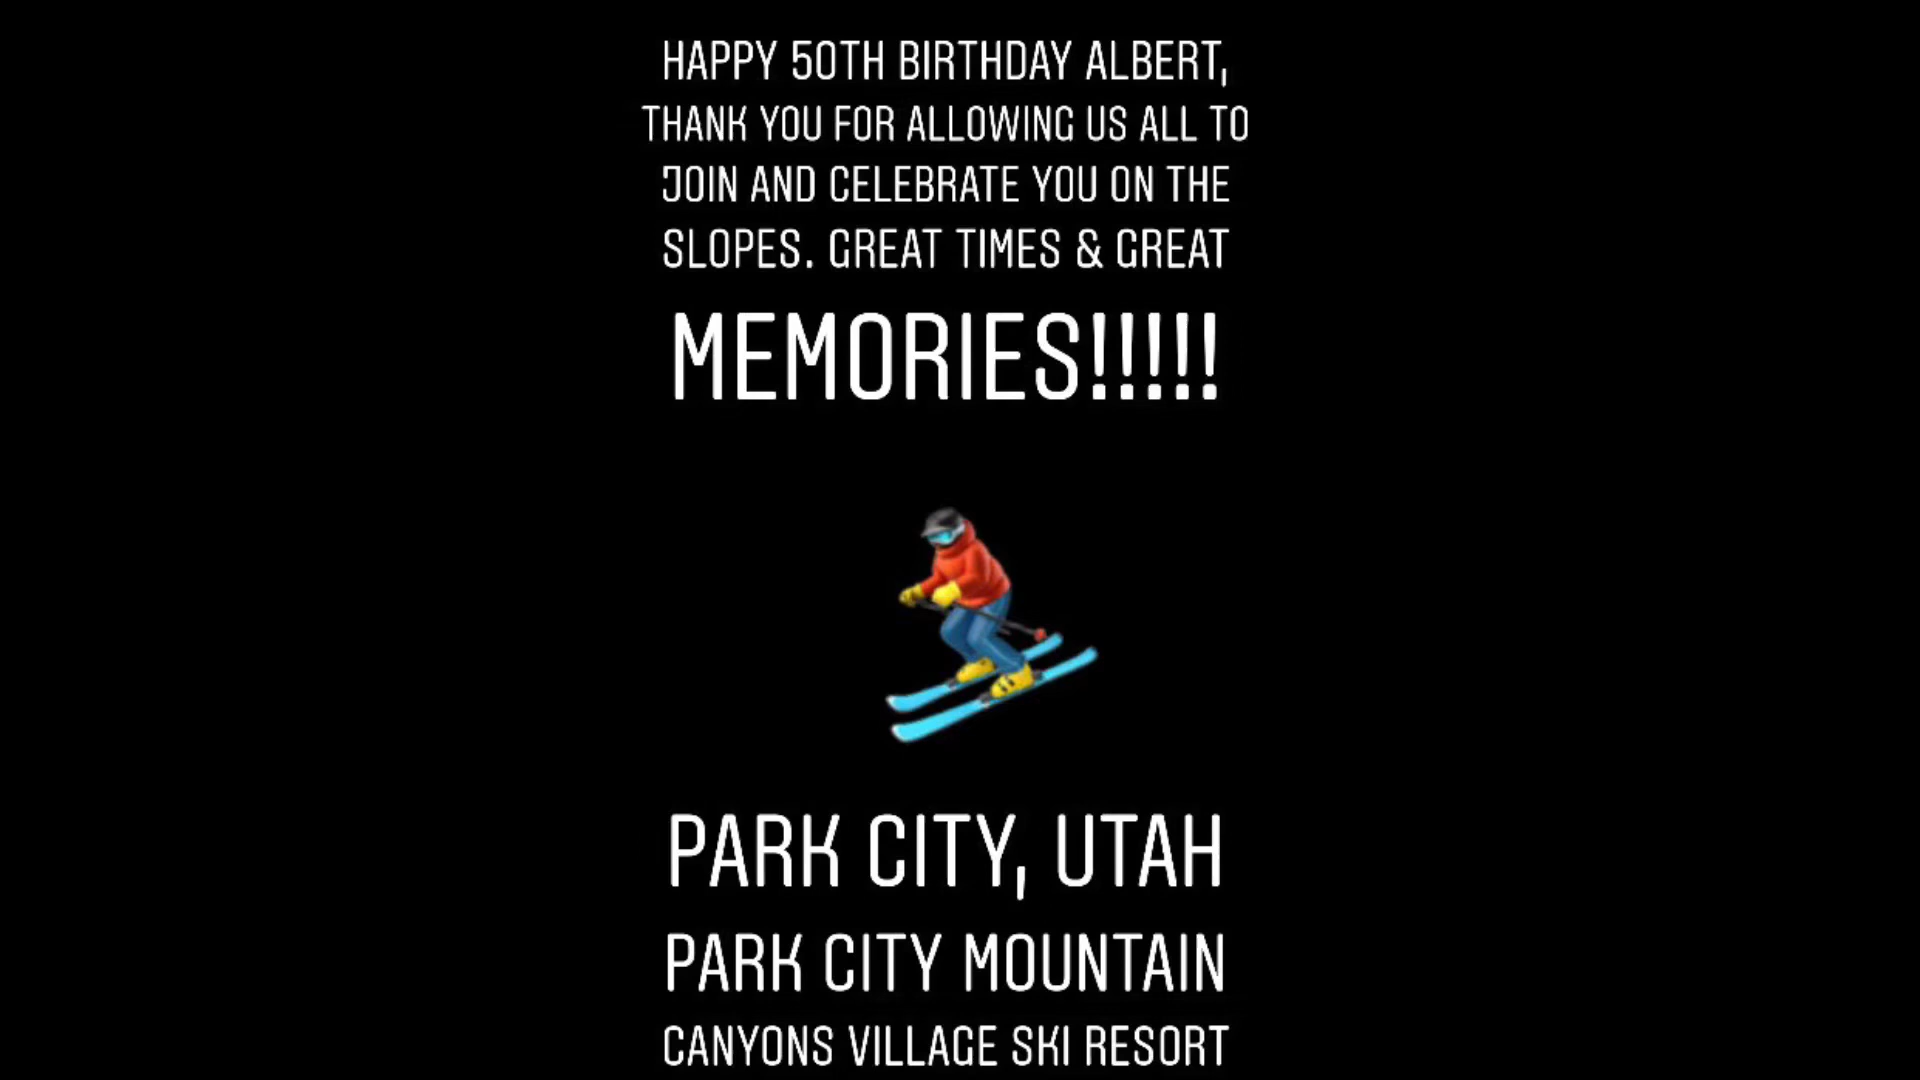 HAPPY 50TH BIRTHDAY ALBERT,
THANK YOU FOR ALLOWING US ALL TO
JOIN AND CELEBRATE YOU ON THE
SLOPES. GREAT TIMES & GREAT
MEMORIES!!!!!
PARK CITY, UTAH
PARK CITY MOUNTAIN
CANYONS VILLAGE SKI RESORT